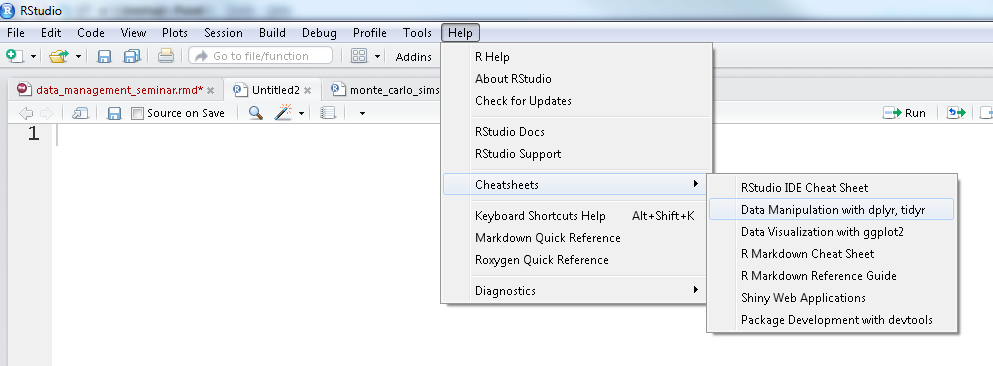 RStudio
File Edit Code View Plots Session Build Debug Profile Tools Help
Go to file/function Addins
data_management_seminar.rmd* Untitled2 monte_carlo_sims
Source on Save Run
1
R Help
About RStudio
Check for Updates
RStudio Docs
RStudio Support
Cheatsheets
Keyboard Shortcuts Help Alt+Shift+K
Markdown Quick Reference
Roxygen Quick Reference
Diagnostics
RStudio IDE Cheat Sheet
Data Manipulation with dplyr, tidyr
Data Visualization with ggplot2
R Markdown Cheat Sheet
R Markdown Reference Guide
Shiny Web Applications
Package Development with devtools